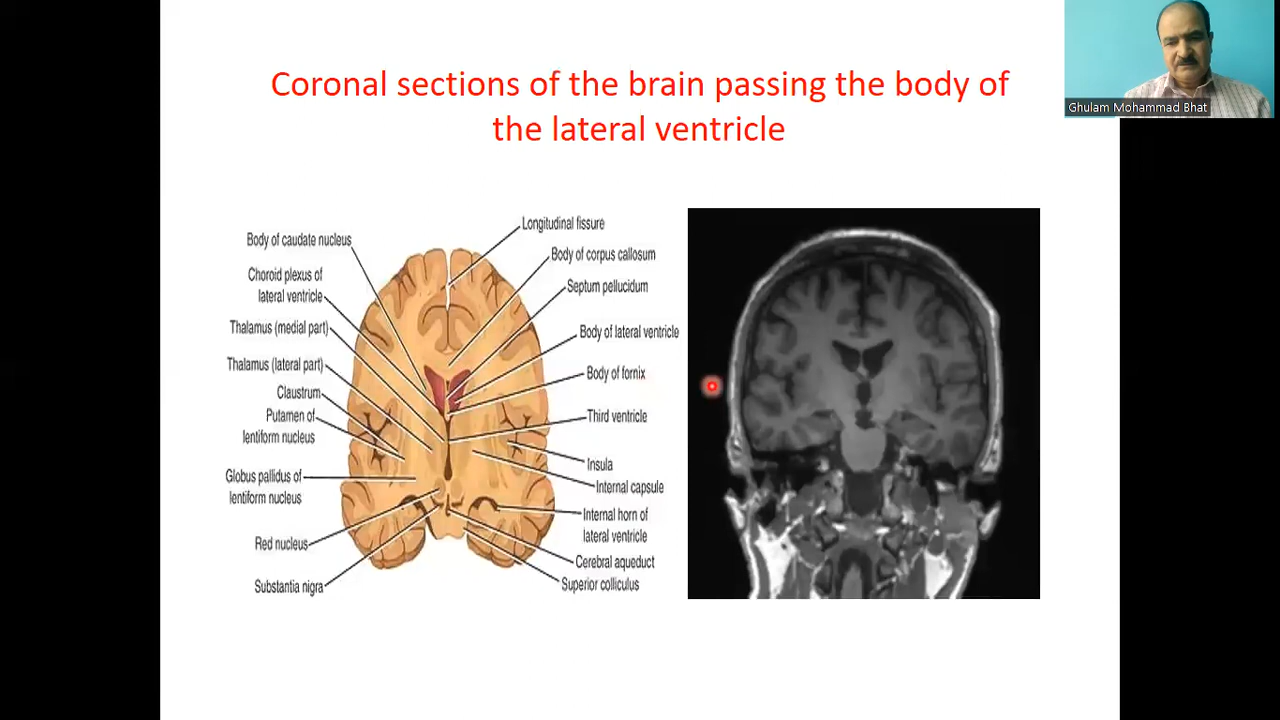 Coronal sections of the brain passing the body of
the lateral ventricle
Ghulam Mohammad Bhat
Body of caudate nucleus
Choroid plexus of
lateral ventricle
Thalamus (medial part)
Thalamus (lateral part)
Claustrum
Putamen of
lentiform nucleus
Globus pallidus of
lentiform nucleus
Red nucleus
Substantia nigra
Longitudinal fissure
Body of corpus callosum
Septum pellucidum
Body of lateral ventricle
Body of fornix
Third ventricle
Insula
Internal capsule
Internal horn of
lateral ventricle
Cerebral aqueduct
Superior colliculus